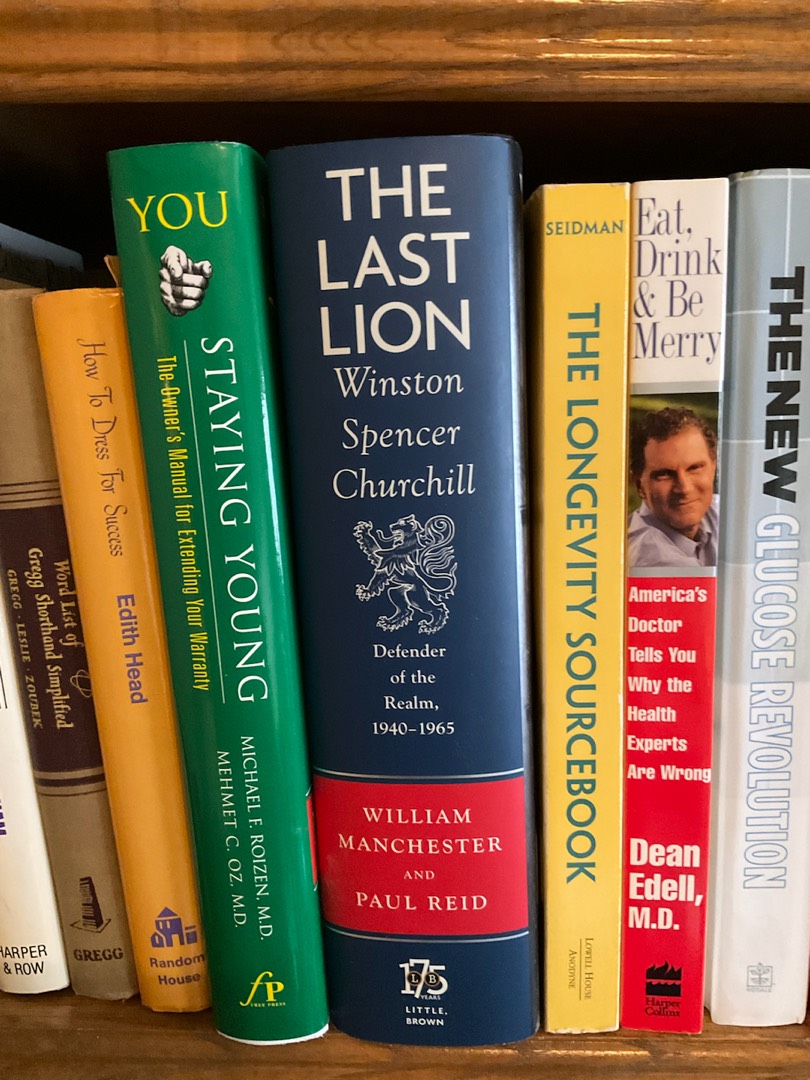 HARPER
& ROW
Word List of
Gregg Shorthand Simplified
GREGG · LESLIE · ZOUBEK
&
GREGG
How To Dress For Success
Edith Head
Random
House
YOU
STAYING YOUNG
The Owner's Manual for Extending Your Warranty
MICHAEL F. ROIZEN, M.D.
MEHMET C. OZ, M.D.
fP
FREE PRESS
THE
LAST
LION
Winston
Spencer
Churchill
Defender
of the
Realm,
1940–1965
WILLIAM
MANCHESTER
AND
PAUL REID
175
LB
YEARS
LITTLE,
BROWN
SEIDMAN
THE LONGEVITY SOURCEBOOK
LOWELL HOUSE
ANODYNE
Eat,
Drink
& Be
Merry
America's
Doctor
Tells You
Why the
Health
Experts
Are Wrong
Dean
Edell,
M.D.
Harper
Collins
THE NEW GLUCOSE REVOLUTION
RODALE